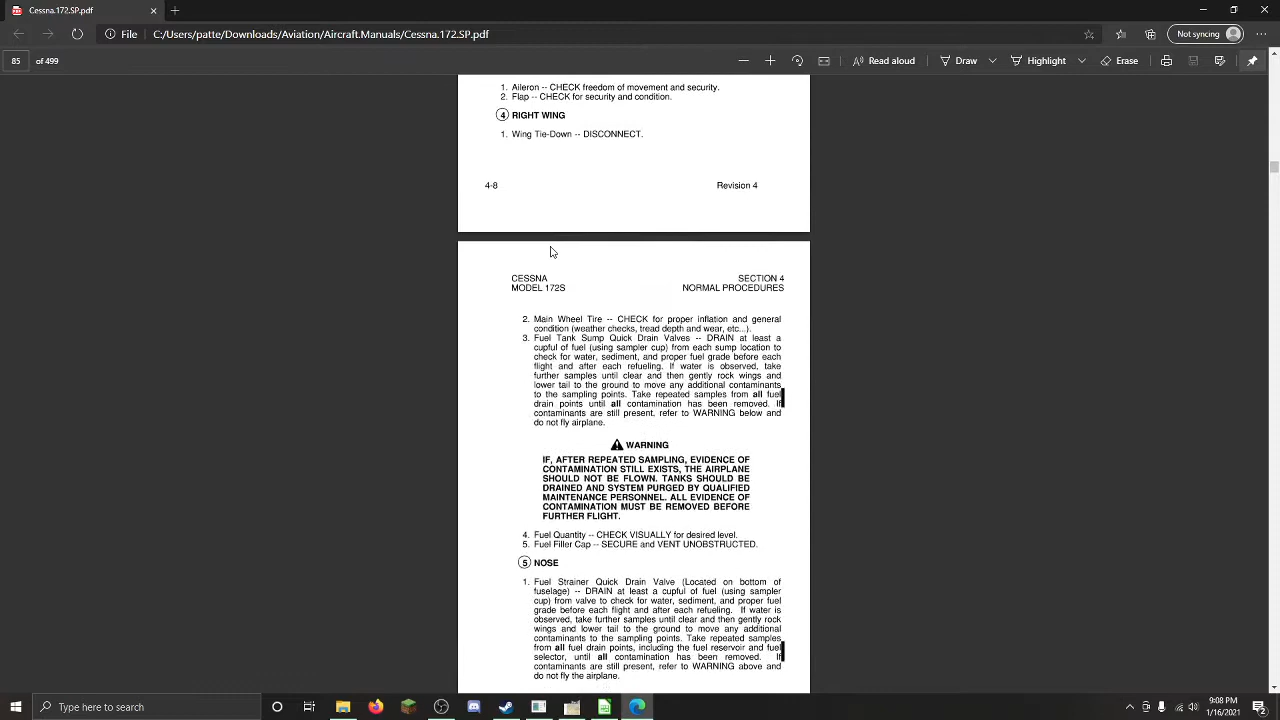 Cessna.172.SP.pdf
File
C:/Users/patte/Downloads/Aviation/Aircraft.Manuals/Cessna.172.SP.pdf
Not syncing
85 of 499
Read aloud
Draw
Highlight
Erase
1. Aileron -- CHECK freedom of movement and security.
2. Flap -- CHECK for security and condition.
4 RIGHT WING
1. Wing Tie-Down -- DISCONNECT.
4-8 Revision 4
CESSNA SECTION 4
MODEL 172S NORMAL PROCEDURES
2. Main Wheel Tire -- CHECK for proper inflation and general
condition (weather checks, tread depth and wear, etc...).
3. Fuel Tank Sump Quick Drain Valves -- DRAIN at least a
cupful of fuel (using sampler cup) from each sump location to
check for water, sediment, and proper fuel grade before each
flight and after each refueling. If water is observed, take
further samples until clear and then gently rock wings and
lower tail to the ground to move any additional contaminants
to the sampling points. Take repeated samples from all fuel
drain points until all contamination has been removed. If
contaminants are still present, refer to WARNING below and
do not fly airplane.
WARNING
IF, AFTER REPEATED SAMPLING, EVIDENCE OF
CONTAMINATION STILL EXISTS, THE AIRPLANE
SHOULD NOT BE FLOWN. TANKS SHOULD BE
DRAINED AND SYSTEM PURGED BY QUALIFIED
MAINTENANCE PERSONNEL. ALL EVIDENCE OF
CONTAMINATION MUST BE REMOVED BEFORE
FURTHER FLIGHT.
4. Fuel Quantity -- CHECK VISUALLY for desired level.
5. Fuel Filler Cap -- SECURE and VENT UNOBSTRUCTED.
5 NOSE
1. Fuel Strainer Quick Drain Valve (Located on bottom of
fuselage) -- DRAIN at least a cupful of fuel (using sampler
cup) from valve to check for water, sediment, and proper fuel
grade before each flight and after each refueling. If water is
observed, take further samples until clear and then gently rock
wings and lower tail to the ground to move any additional
contaminants to the sampling points. Take repeated samples
from all fuel drain points, including the fuel reservoir and fuel
selector, until all contamination has been removed. If
contaminants are still present, refer to WARNING above and
do not fly the airplane.
Type here to search
9:08 PM
1/16/2021